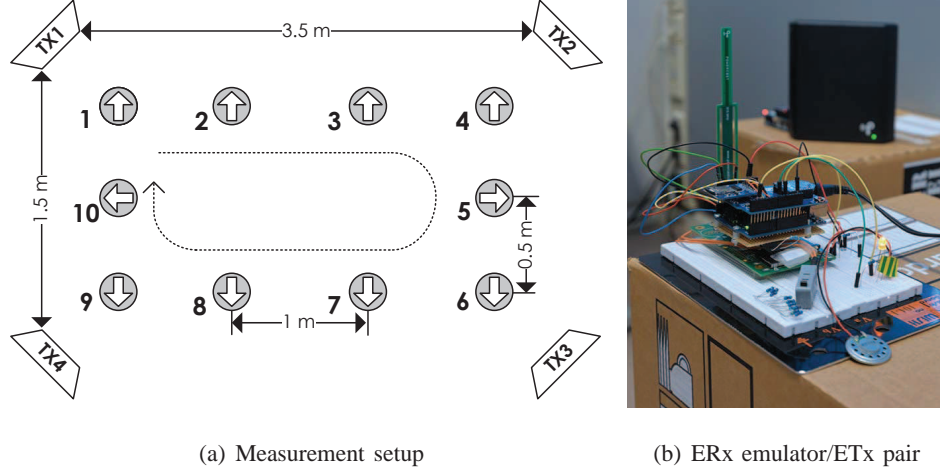 TX1
3.5 m
TX2
1
2
3
4
1.5 m
10
5
0.5 m
9
8
7
6
1 m
TX4
TX3
(a) Measurement setup
(b) ERx emulator/ETx pair